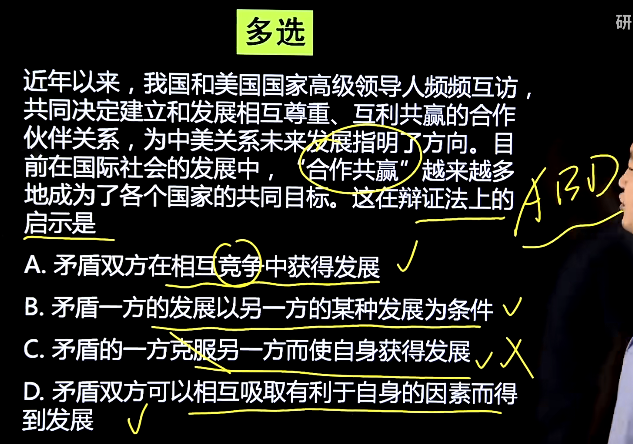 多选
研
近年以来，我国和美国国家高级领导人频频互访，
共同决定建立和发展相互尊重、互利共赢的合作
伙伴关系，为中美关系未来发展指明了方向。目
前在国际社会的发展中，“合作共赢”越来越多
地成为了各个国家的共同目标。这在辩证法上的
启示是
ABD
A. 矛盾双方在相互竞争中获得发展
B. 矛盾一方的发展以另一方的某种发展为条件
C. 矛盾的一方克服另一方而使自身获得发展
D. 矛盾双方可以相互吸取有利于自身的因素而得
到发展